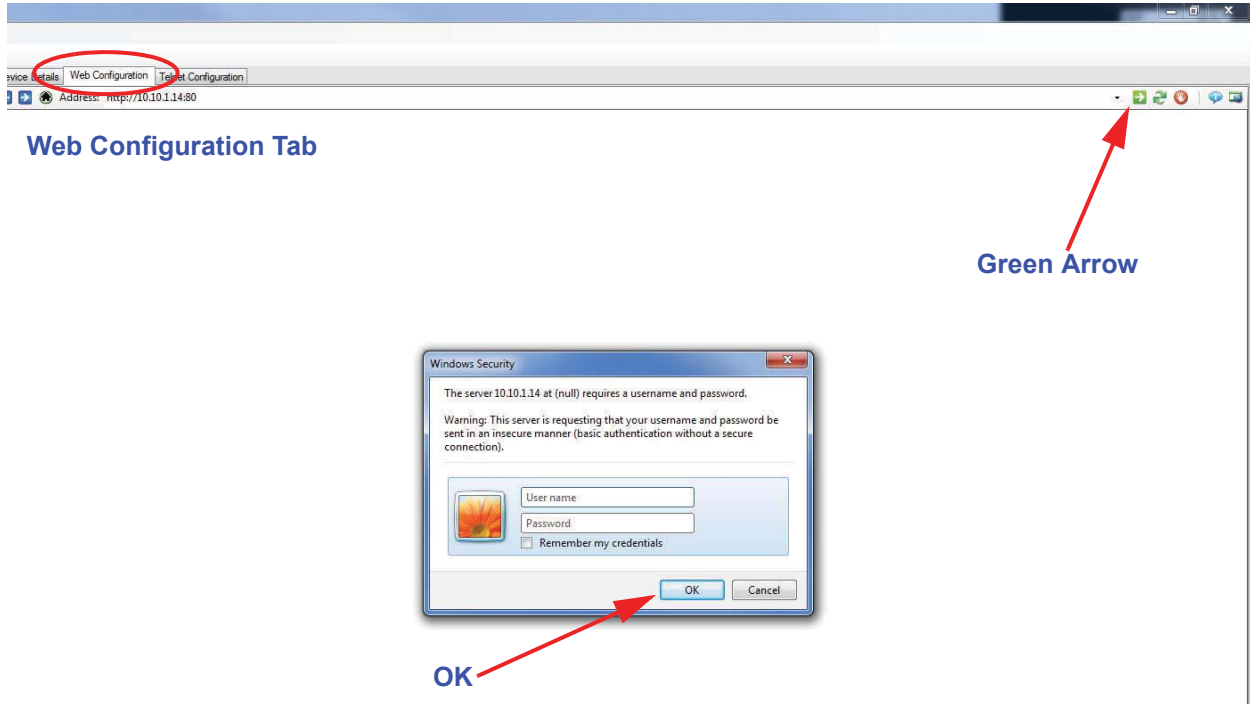 evice Details Web Configuration Telnet Configuration
Address: http://10.10.1.14:80
Web Configuration Tab
Green Arrow
Windows Security
The server 10.10.1.14 at (null) requires a username and password.
Warning: This server is requesting that your username and password be
sent in an insecure manner (basic authentication without a secure
connection).
User name
Password
Remember my credentials
OK Cancel
OK